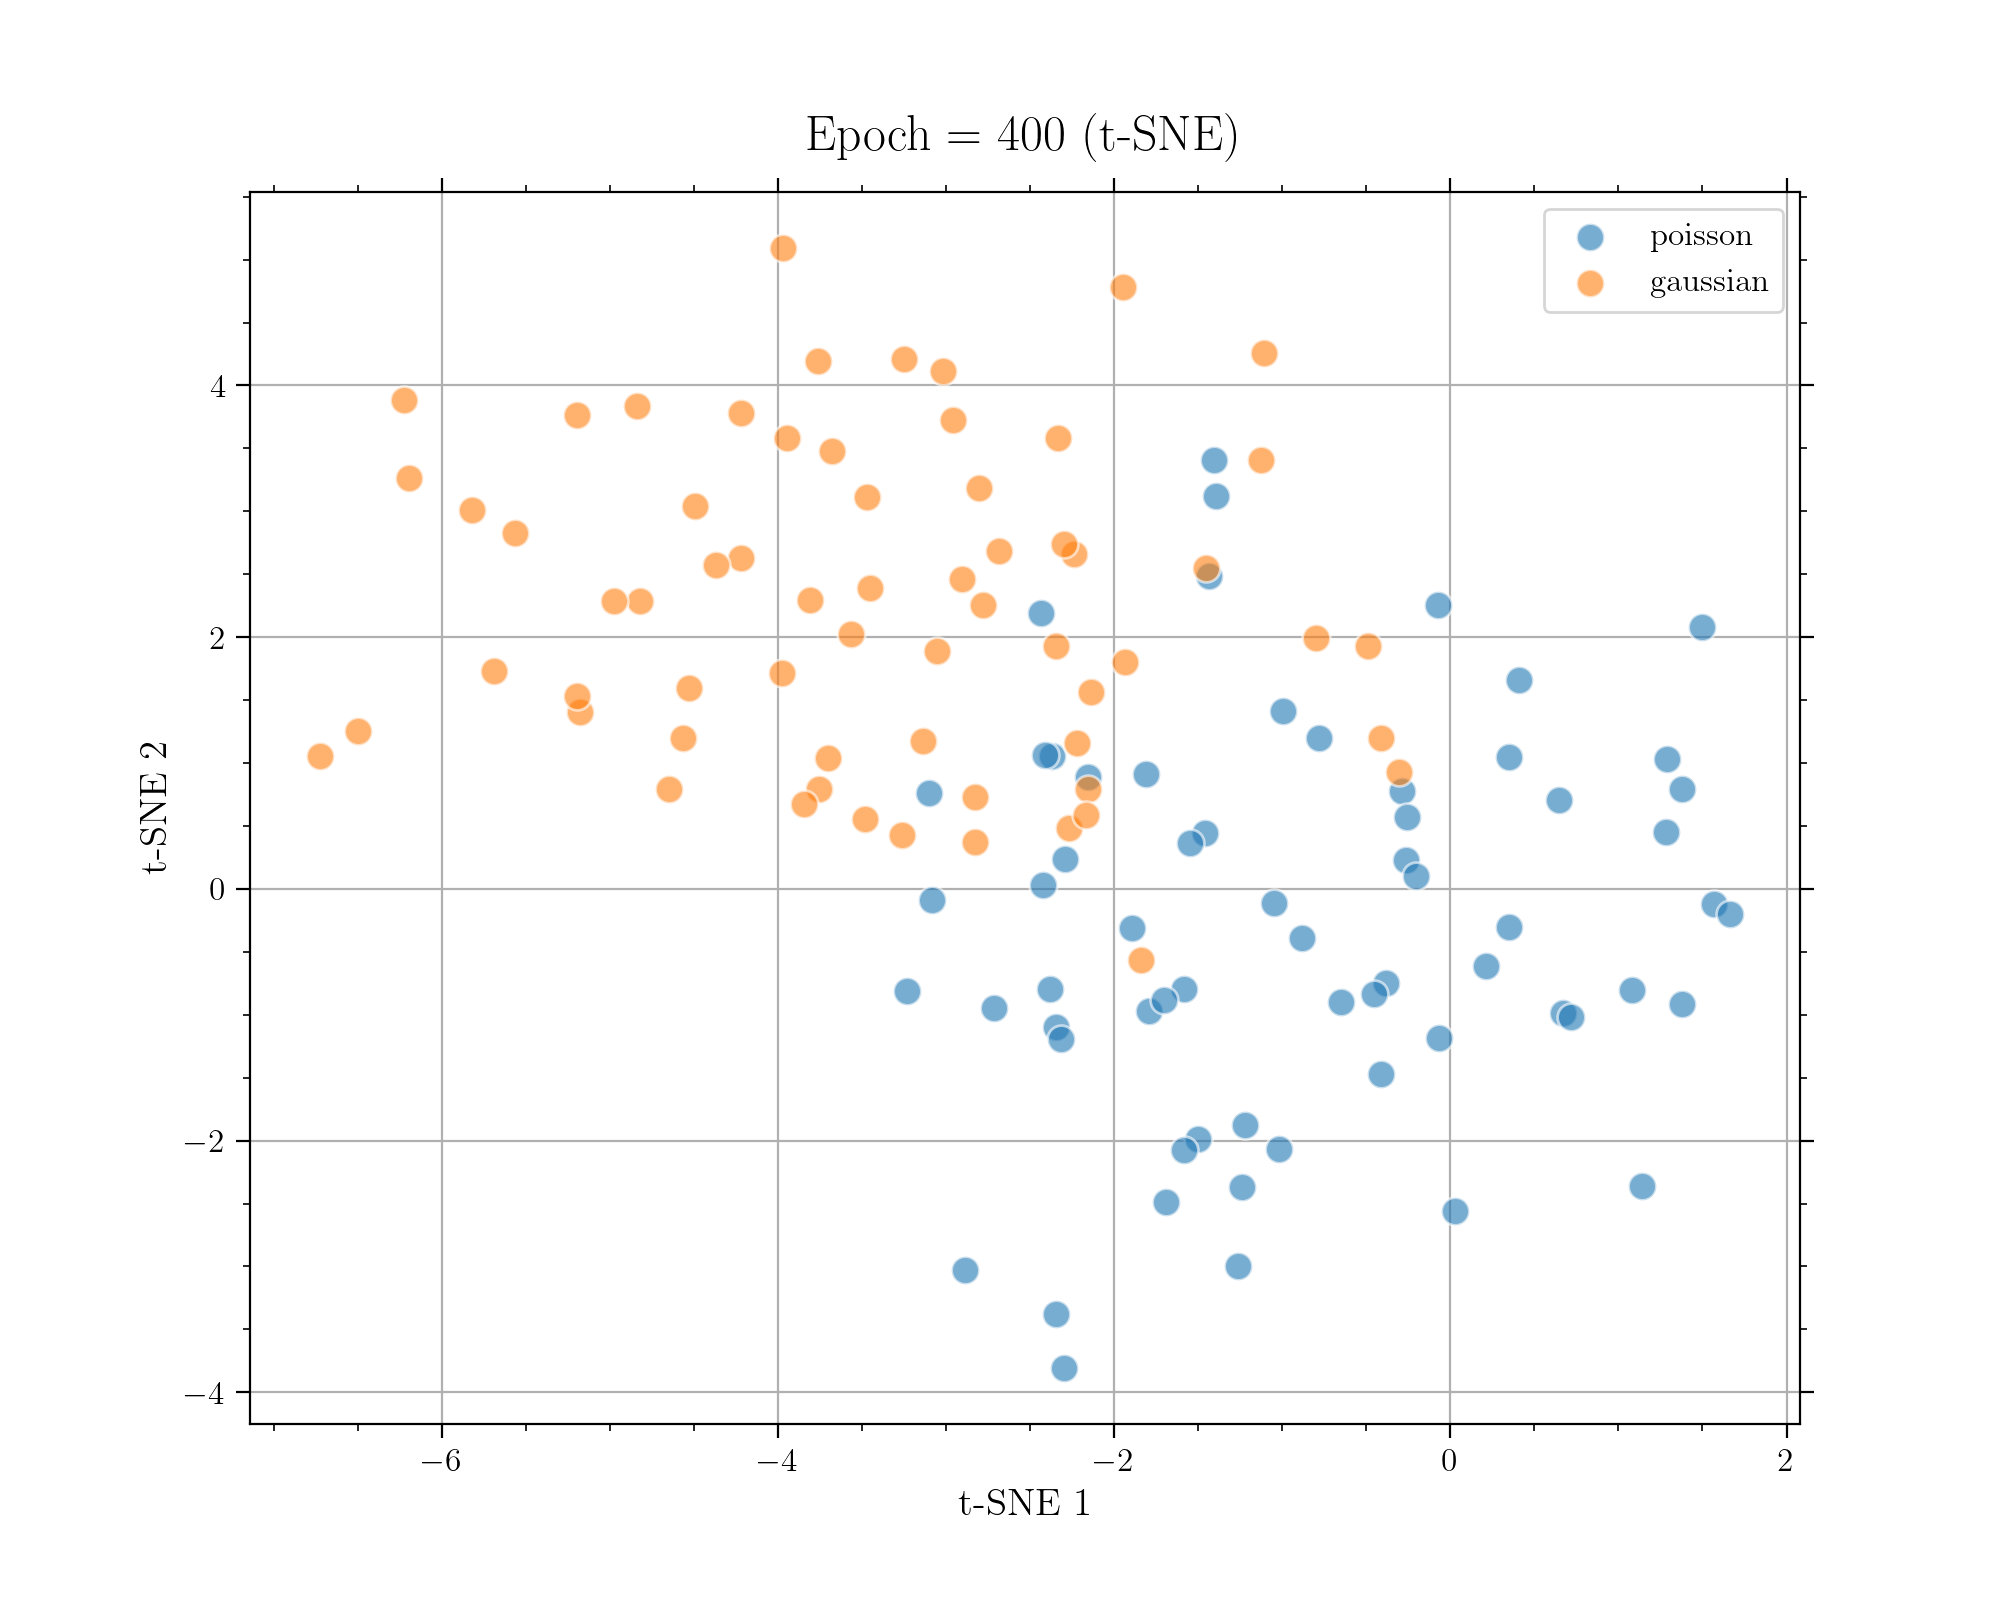 Epoch = 400 (t-SNE)
poisson
gaussian
4
2
0
−2
−4
t-SNE 2
−6 −4 −2 0 2
t-SNE 1